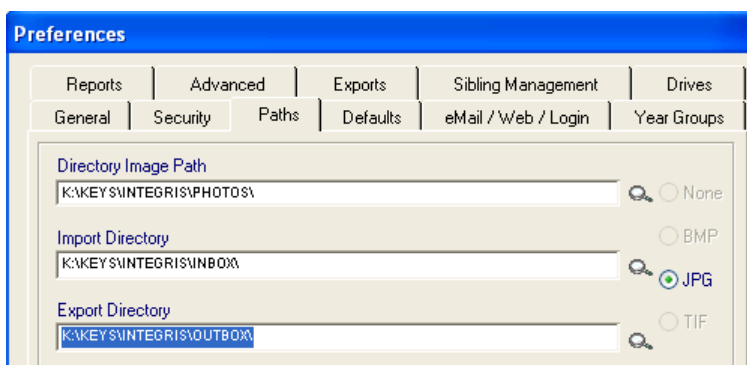 Preferences
Reports Advanced Exports Sibling Management Drives
General Security Paths Defaults eMail / Web / Login Year Groups
Directory Image Path
K:\KEYS\INTEGRIS\PHOTOS\
None
Import Directory
BMP
K:\KEYS\INTEGRIS\INBOX\
JPG
Export Directory
TIF
K:\KEYS\INTEGRIS\OUTBOX\